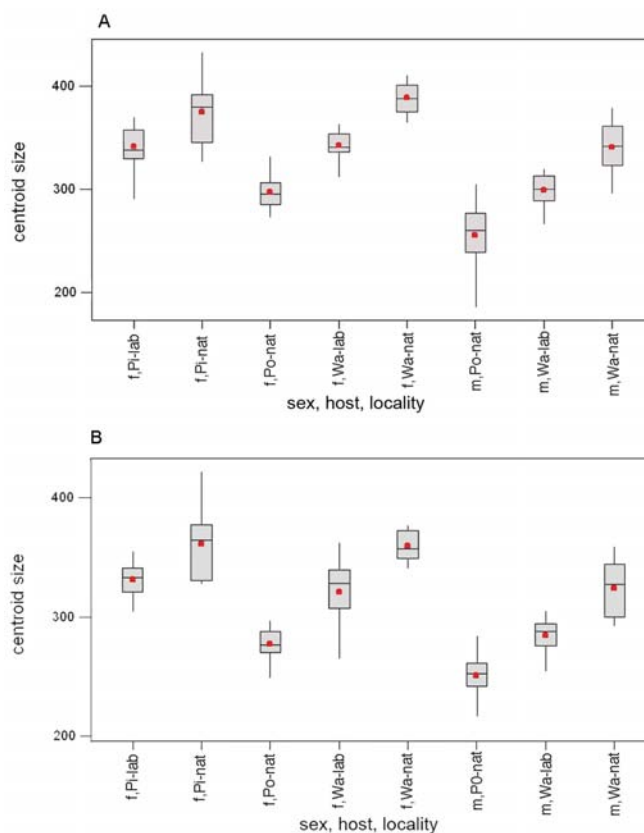 A
centroid size
400
300
200
f,Pi-lab
f,Pi-nat
f,Po-nat
f,Wa-lab
f,Wa-nat
m,Po-nat
m,Wa-lab
m,Wa-nat
sex, host, locality
B
centroid size
400
300
200
f,Pi-lab
f,Pi-nat
f,Po-nat
f,Wa-lab
f,Wa-nat
m,P0-nat
m,Wa-lab
m,Wa-nat
sex, host, locality